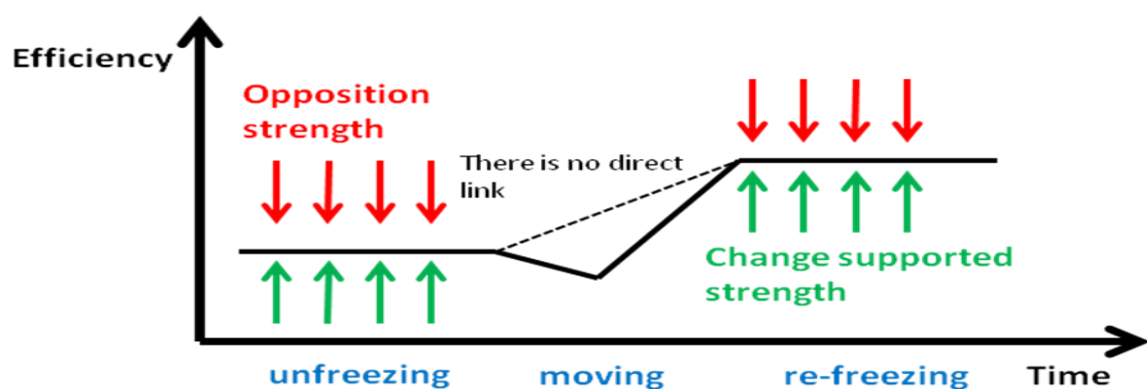 Efficiency
Opposition
strength
There is no direct
link
Change supported
strength
unfreezing
moving
re-freezing
Time